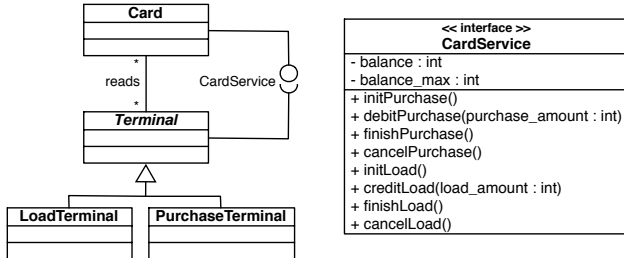 Card
*
reads
*
CardService
Terminal
LoadTerminal
PurchaseTerminal
<< interface >>
CardService
- balance : int
- balance_max : int
+ initPurchase()
+ debitPurchase(purchase_amount : int)
+ finishPurchase()
+ cancelPurchase()
+ initLoad()
+ creditLoad(load_amount : int)
+ finishLoad()
+ cancelLoad()